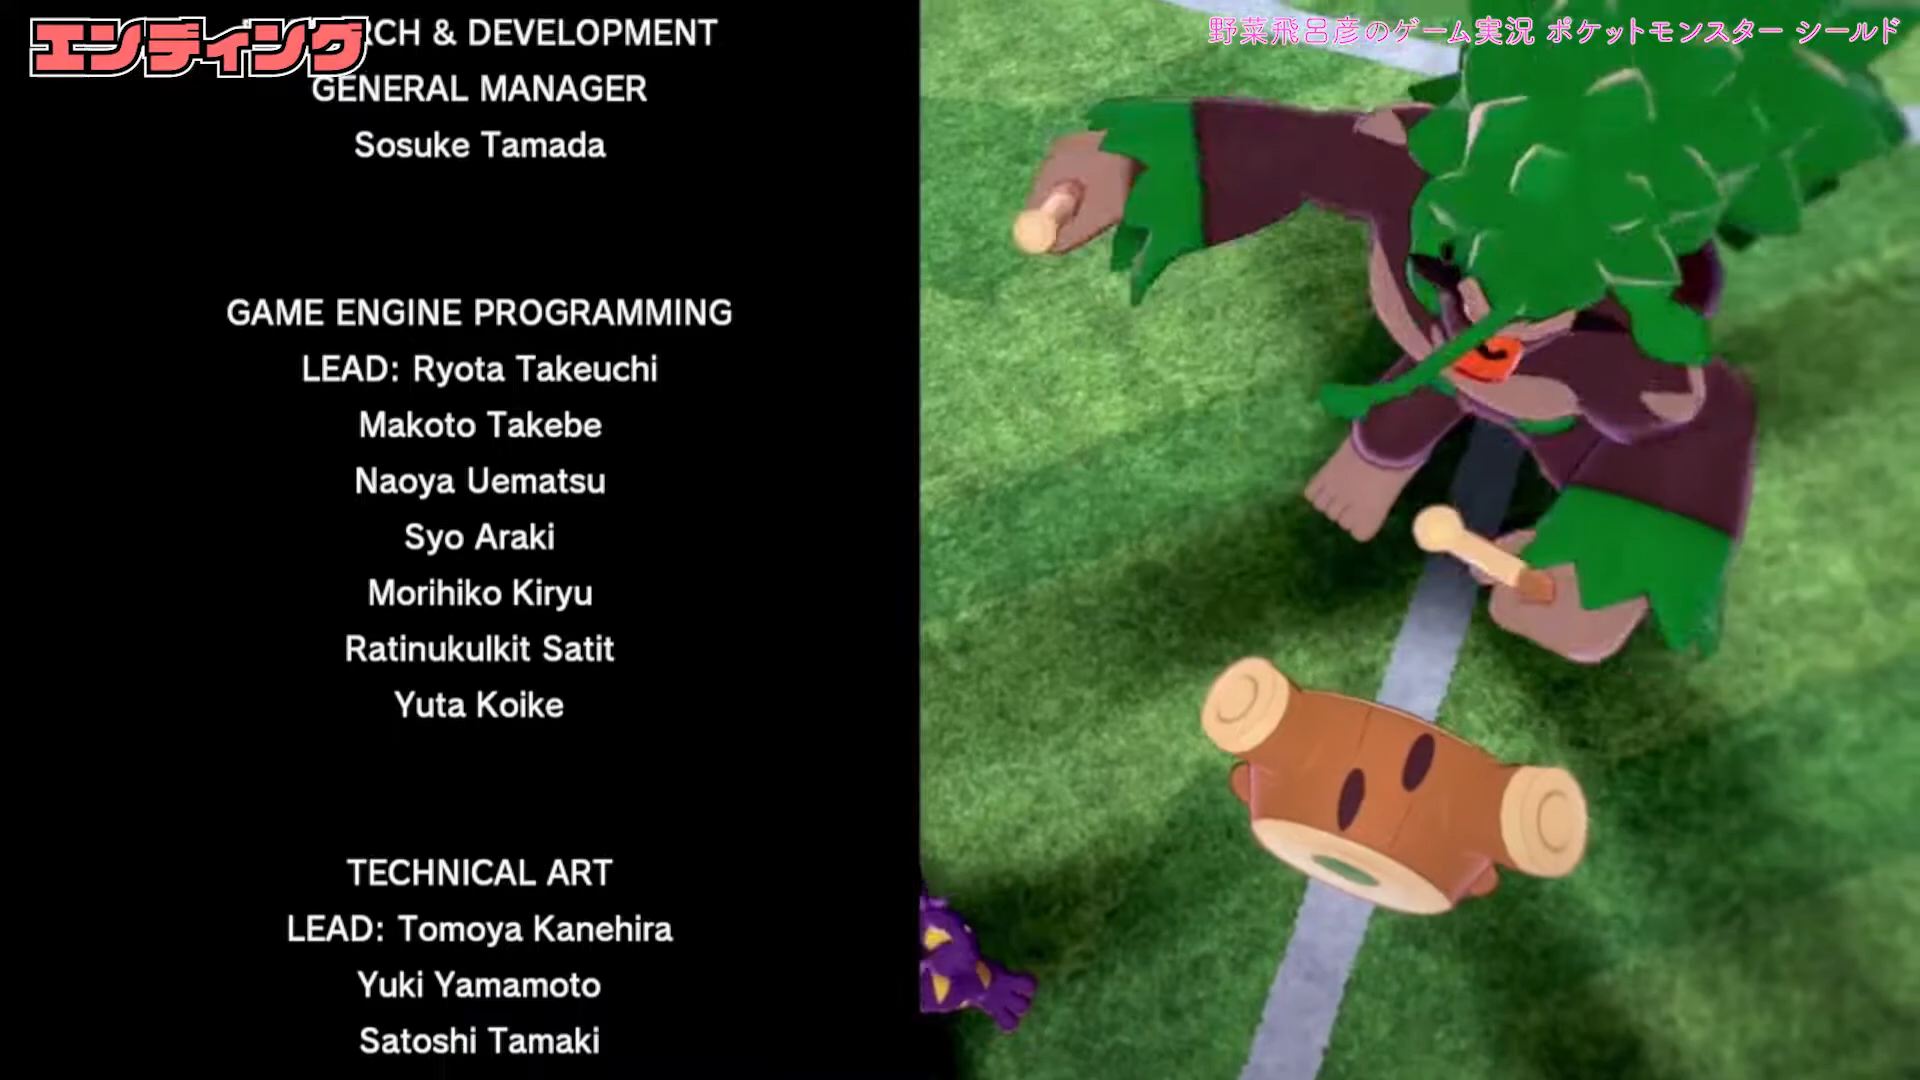 エンディング
野菜飛呂彦のゲーム実況 ポケットモンスター シールド
RCH & DEVELOPMENT
GENERAL MANAGER
Sosuke Tamada
GAME ENGINE PROGRAMMING
LEAD: Ryota Takeuchi
Makoto Takebe
Naoya Uematsu
Syo Araki
Morihiko Kiryu
Ratinukulkit Satit
Yuta Koike
TECHNICAL ART
LEAD: Tomoya Kanehira
Yuki Yamamoto
Satoshi Tamaki